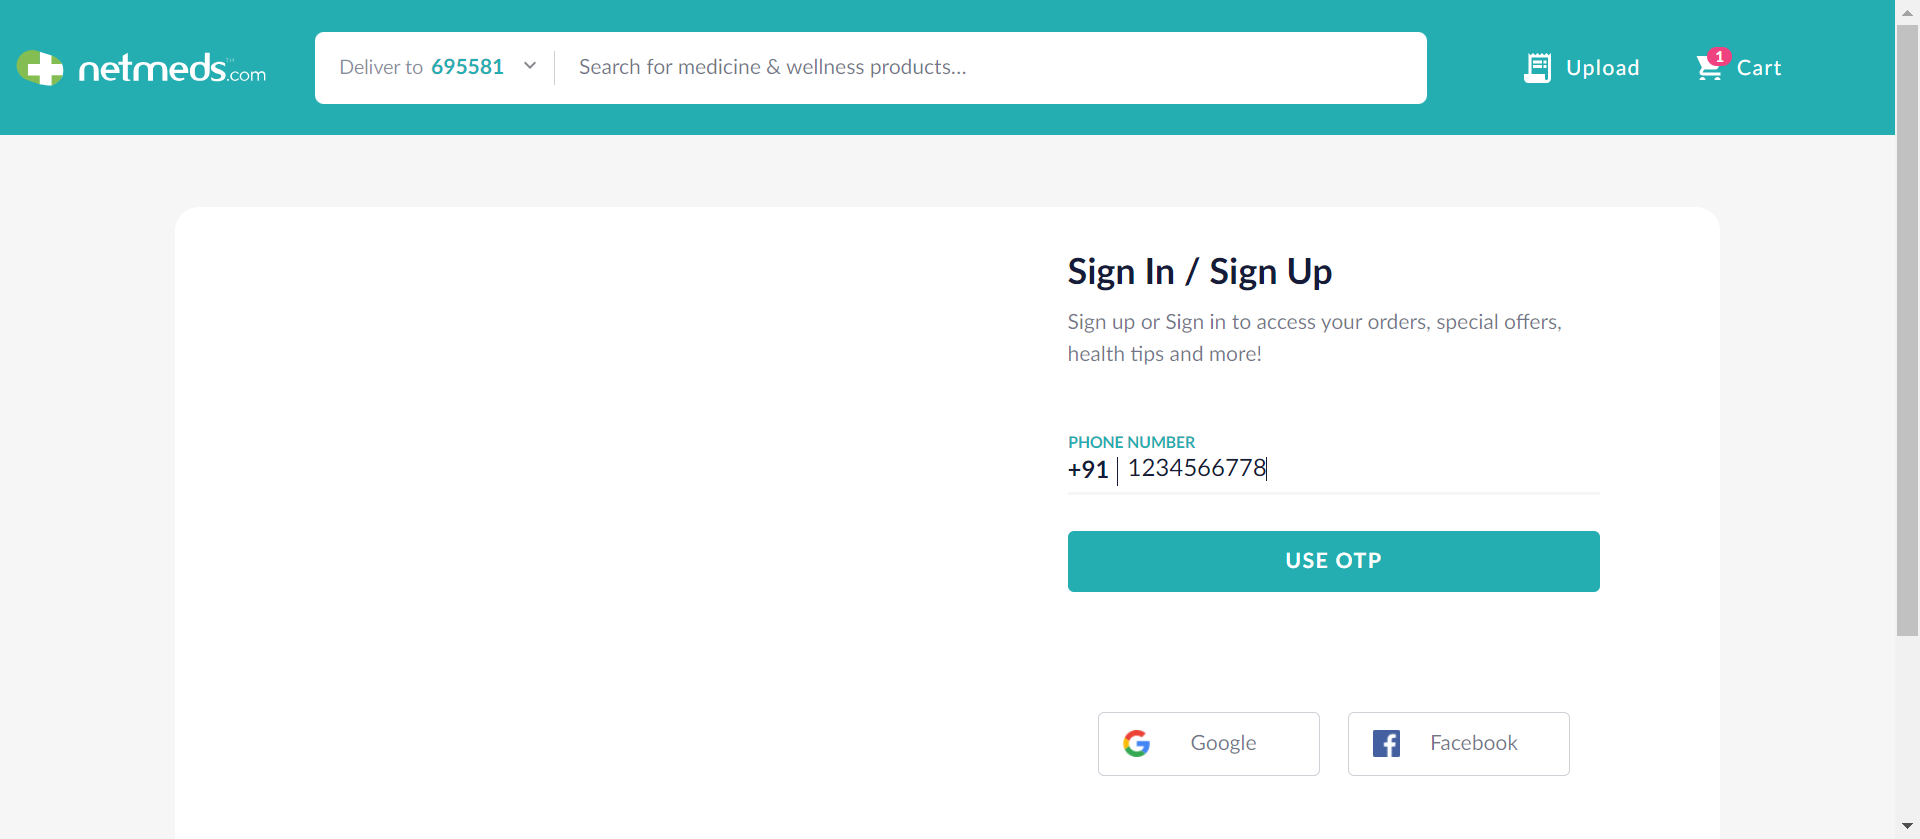 netmeds.com
Deliver to 695581
Search for medicine & wellness products...
Upload
1
Cart
Sign In / Sign Up
Sign up or Sign in to access your orders, special offers,
health tips and more!
PHONE NUMBER
+91 1234566778
USE OTP
Google
Facebook